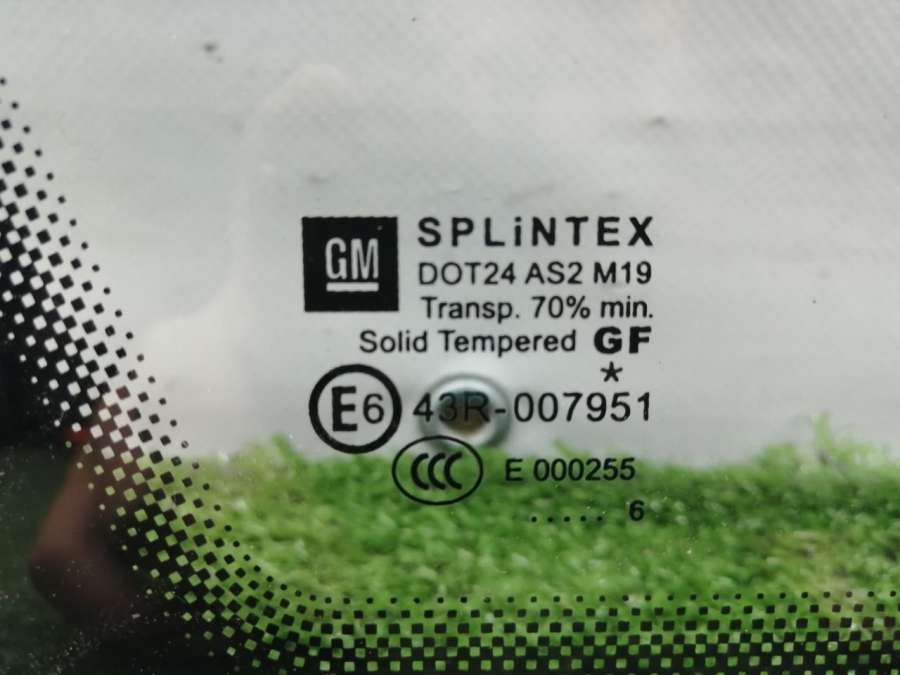 GM
SPLiNTEX
DOT24 AS2 M19
Transp. 70% min.
Solid Tempered GF
*
E6 43R-007951
CCC E 000255
..... 6